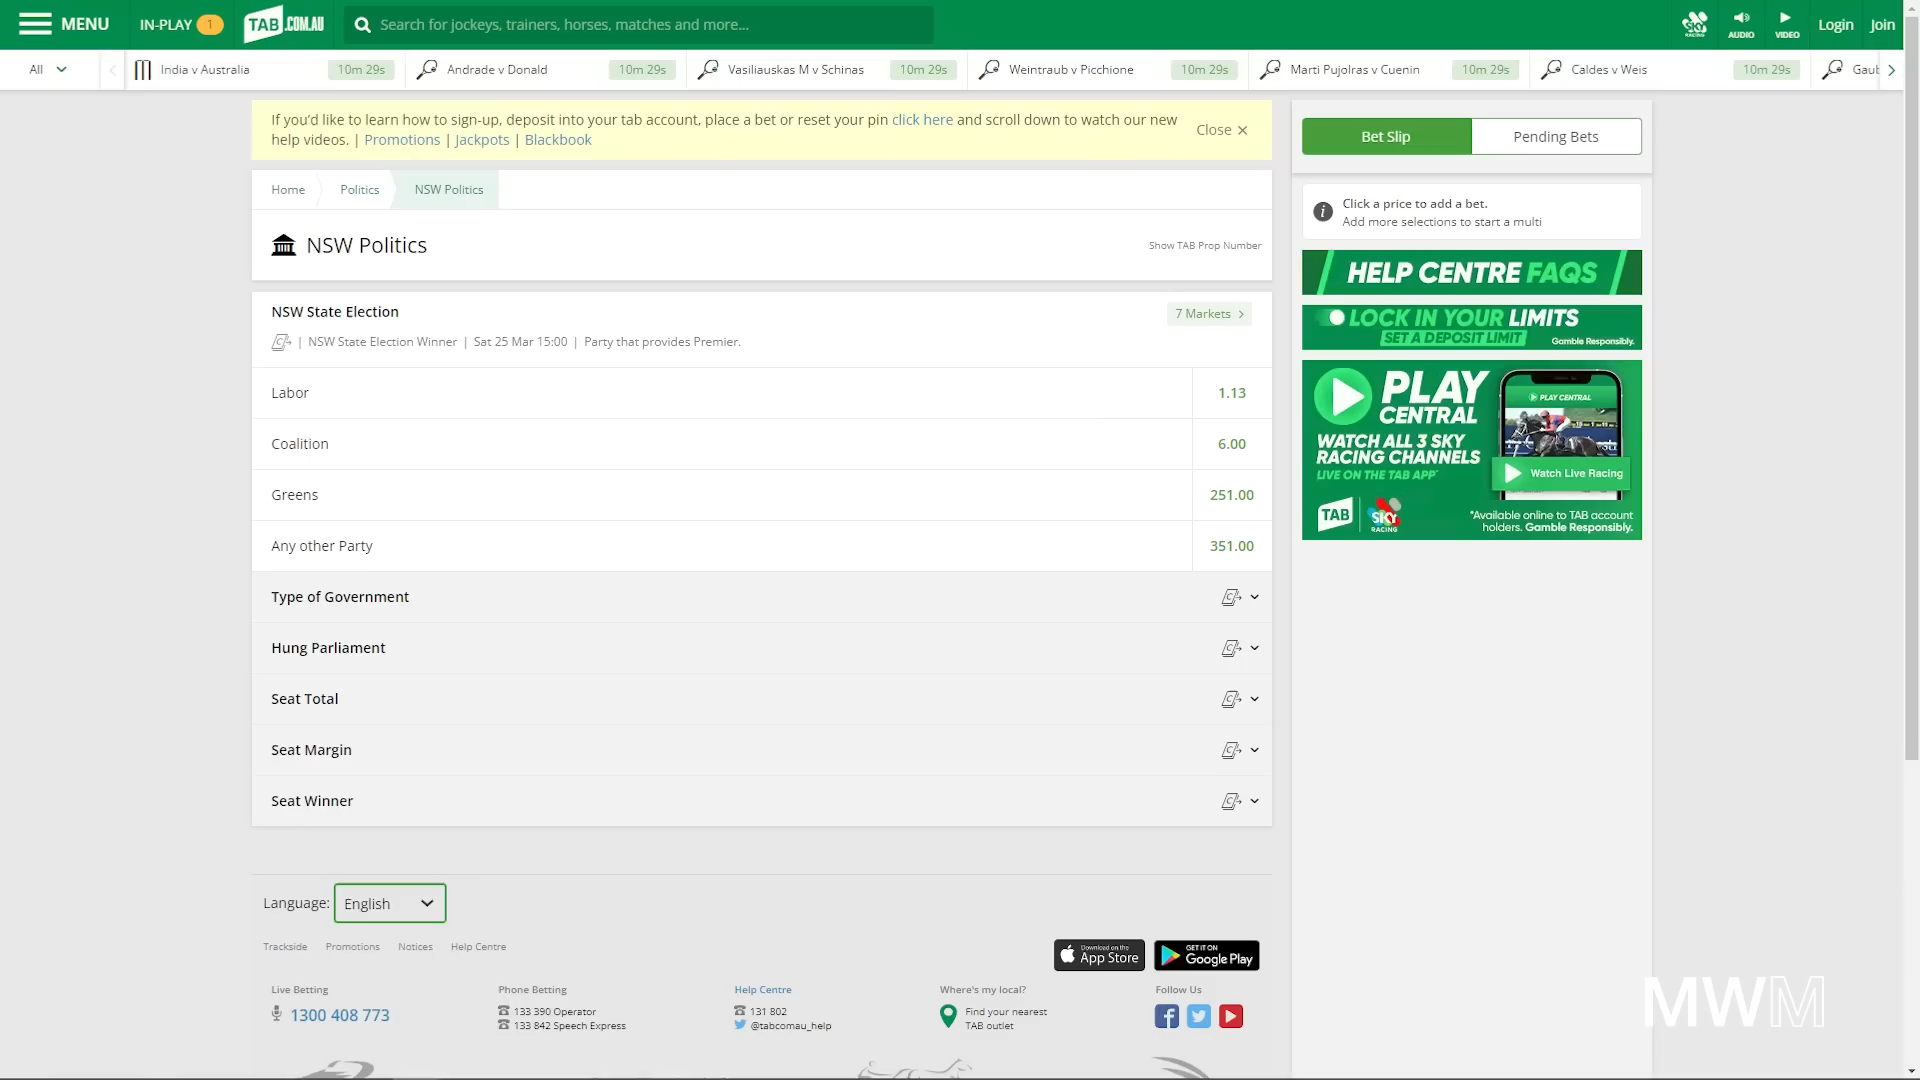 MENU
IN-PLAY 1
TAB.COM.AU
Search for jockeys, trainers, horses, matches and more...
SKY RACING
AUDIO
VIDEO
Login
Join
All
India v Australia 10m 29s
Andrade v Donald 10m 29s
Vasiliauskas M v Schinas 10m 29s
Weintraub v Picchione 10m 29s
Marti Pujolras v Cuenin 10m 29s
Caldes v Weis 10m 29s
If you’d like to learn how to sign-up, deposit into your tab account, place a bet or reset your pin click here and scroll down to watch our new
help videos. | Promotions | Jackpots | Blackbook
Close ×
Home
Politics
NSW Politics
NSW Politics
Show TAB Prop Number
NSW State Election
7 Markets
| NSW State Election Winner | Sat 25 Mar 15:00 | Party that provides Premier.
Labor 1.13
Coalition 6.00
Greens 251.00
Any other Party 351.00
Type of Government
Hung Parliament
Seat Total
Seat Margin
Seat Winner
Bet Slip
Pending Bets
Click a price to add a bet.
Add more selections to start a multi
HELP CENTRE FAQS
LOCK IN YOUR LIMITS
SET A DEPOSIT LIMIT
Gamble Responsibly.
PLAY
CENTRAL
WATCH ALL 3 SKY
RACING CHANNELS
LIVE ON THE TAB APP*
PLAY CENTRAL
Watch Live Racing
TAB
SKY
RACING
*Available online to TAB account
holders. Gamble Responsibly.
Language: English
Trackside
Promotions
Notices
Help Centre
Download on the
App Store
GET IT ON
Google Play
Live Betting
1300 408 773
Phone Betting
133 390 Operator
133 842 Speech Express
Help Centre
131 802
@tabcomau_help
Where's my local?
Find your nearest
TAB outlet
Follow Us
MWM